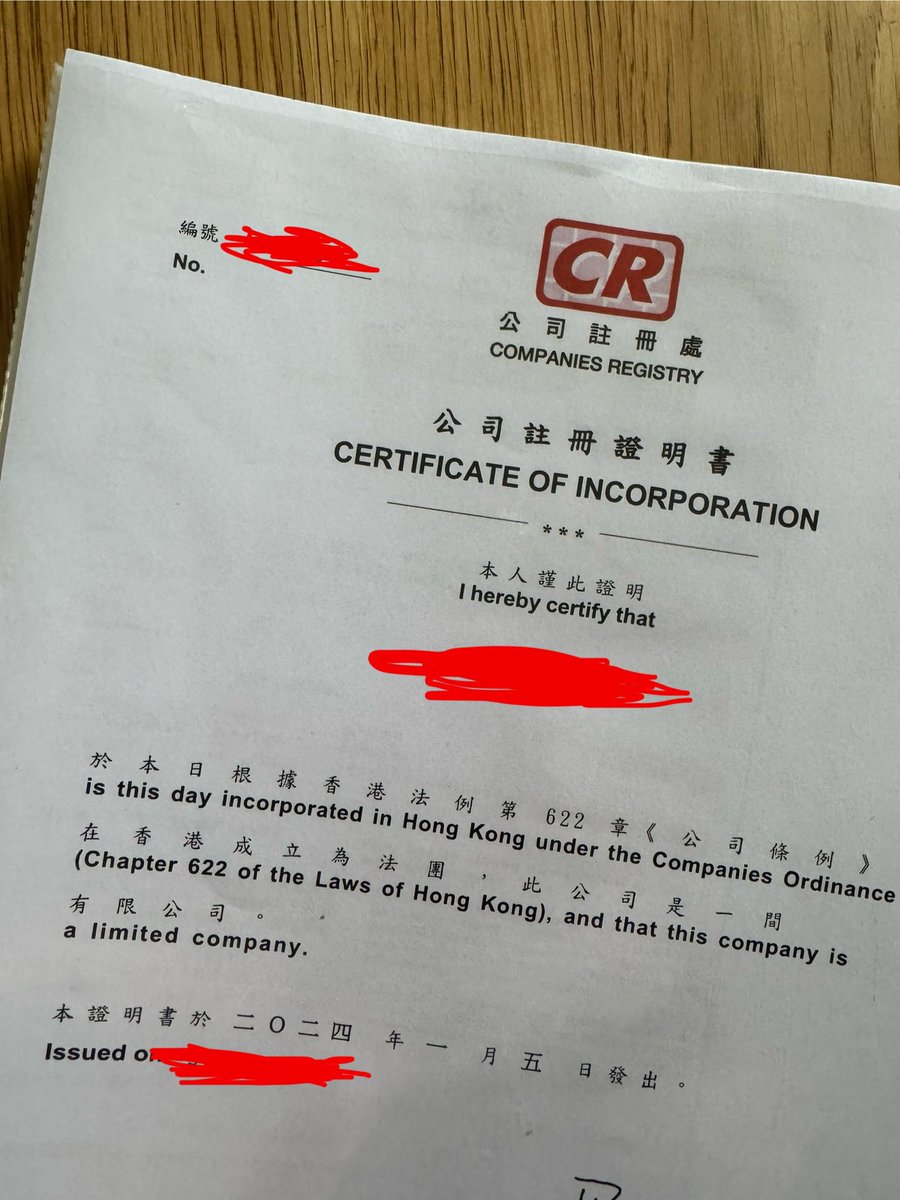 編號
No.
CR
公司註冊處
COMPANIES REGISTRY
公司註冊證明書
CERTIFICATE OF INCORPORATION
***
本人謹此證明
I hereby certify that
於本日根據香港法例第 622 章《公司條例》
is this day incorporated in Hong Kong under the Companies Ordinance
在香港成立為法團，此公司是一間
(Chapter 622 of the Laws of Hong Kong), and that this company is
有限公司。
a limited company.
本證明書於二〇二四年一月五日發出。
Issued on